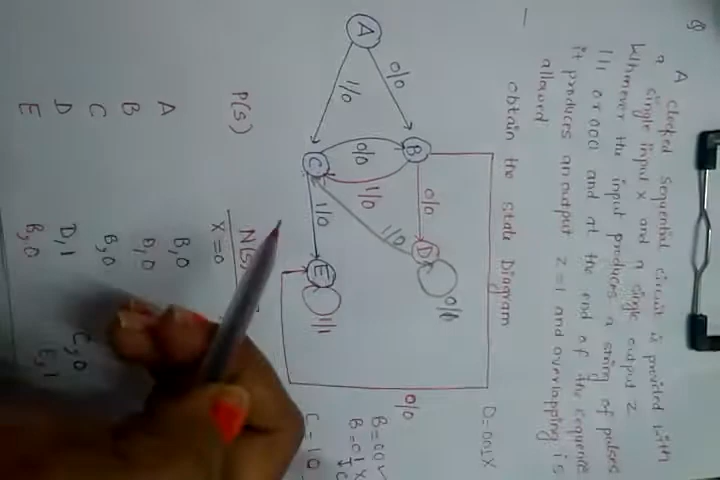 Q
A clocked sequential circuit is provided with
a single input x and a single output Z
Whenever the input produces a string of pulses
111 or 000 and at the end of the sequence
it produces an output z = 1 and overlapping is
allowed
obtain the state Diagram
A
0/0
1/0
B
C
0/0
1/0
0/0
D
1/0
1/0
E
1/1
0/0
D = 00 1X
B = 00
B = 01X
C = 10
P(S)
X = 0
A B,0
B D,0
C B,0
D D,1 C,0
E B,0 E,1